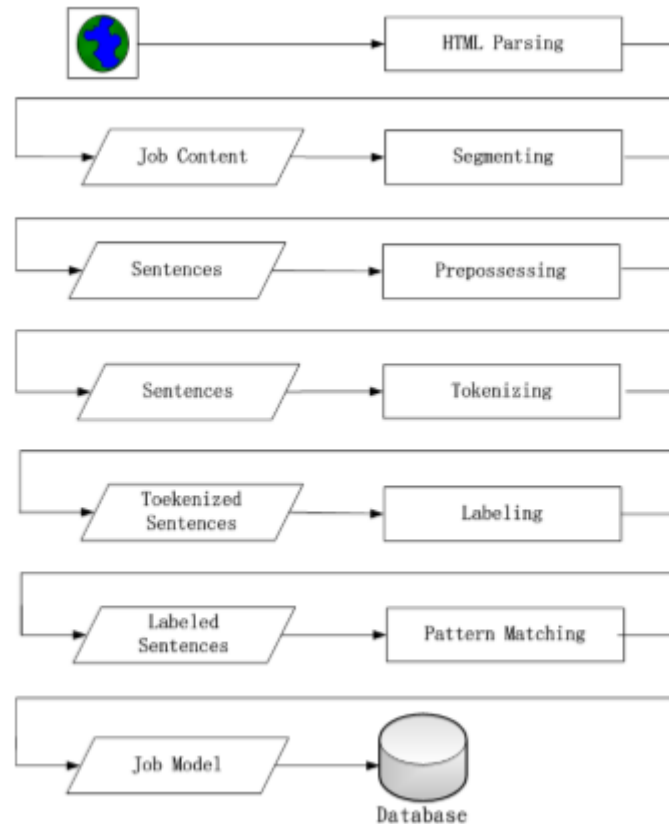 HTML Parsing
Job Content
Segmenting
Sentences
Prepossessing
Sentences
Tokenizing
Toekenized
Sentences
Labeling
Labeled
Sentences
Pattern Matching
Job Model
Database